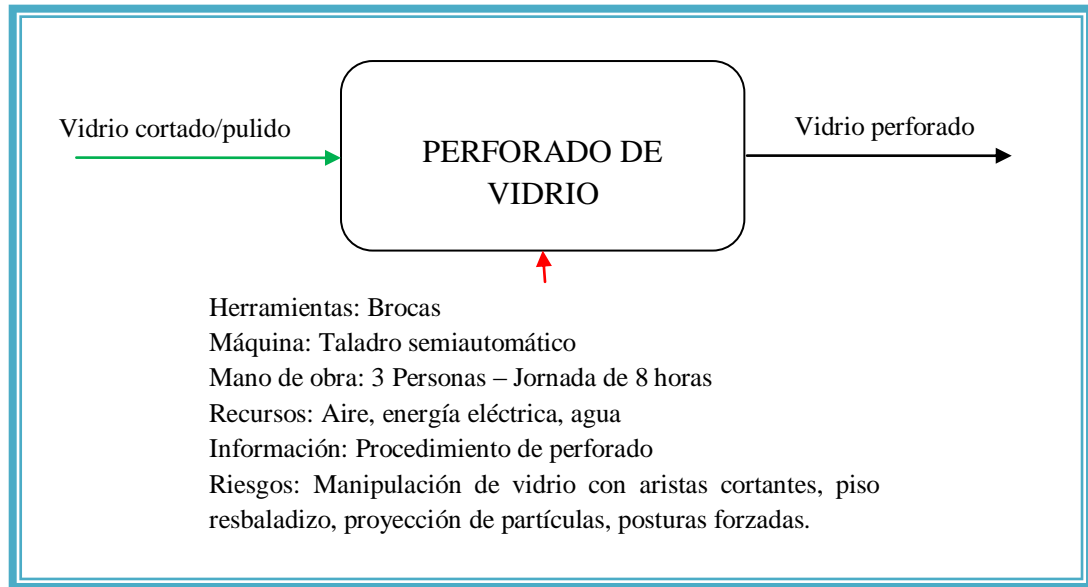 Vidrio cortado/pulido
PERFORADO DE
VIDRIO
Vidrio perforado
Herramientas: Brocas
Máquina: Taladro semiautomático
Mano de obra: 3 Personas – Jornada de 8 horas
Recursos: Aire, energía eléctrica, agua
Información: Procedimiento de perforado
Riesgos: Manipulación de vidrio con aristas cortantes, piso
resbaladizo, proyección de partículas, posturas forzadas.